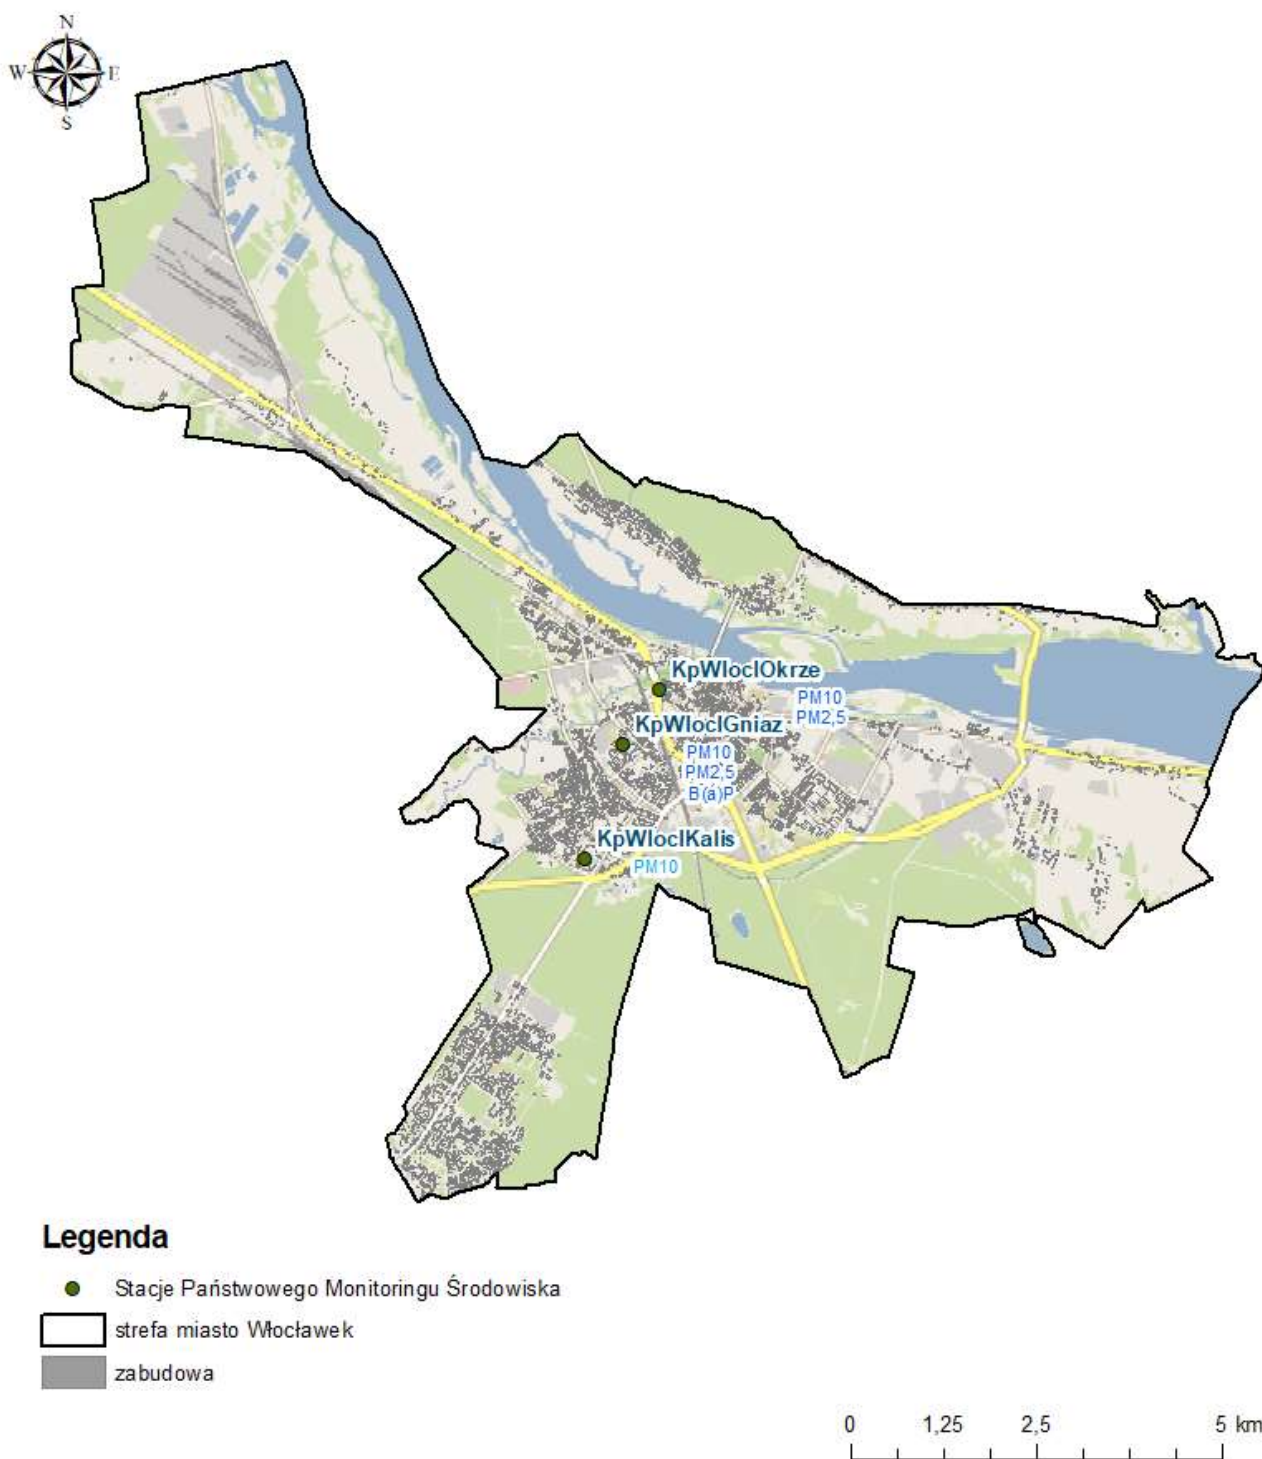 N
W E
S
KpWloclOkrze
PM10
PM2,5
KpWloclGniaz
PM10
PM2,5
B(a)P
KpWloclKalis
PM10
Legenda
Stacje Państwowego Monitoringu Środowiska
strefa miasto Włocławek
zabudowa
0 1,25 2,5 5 km